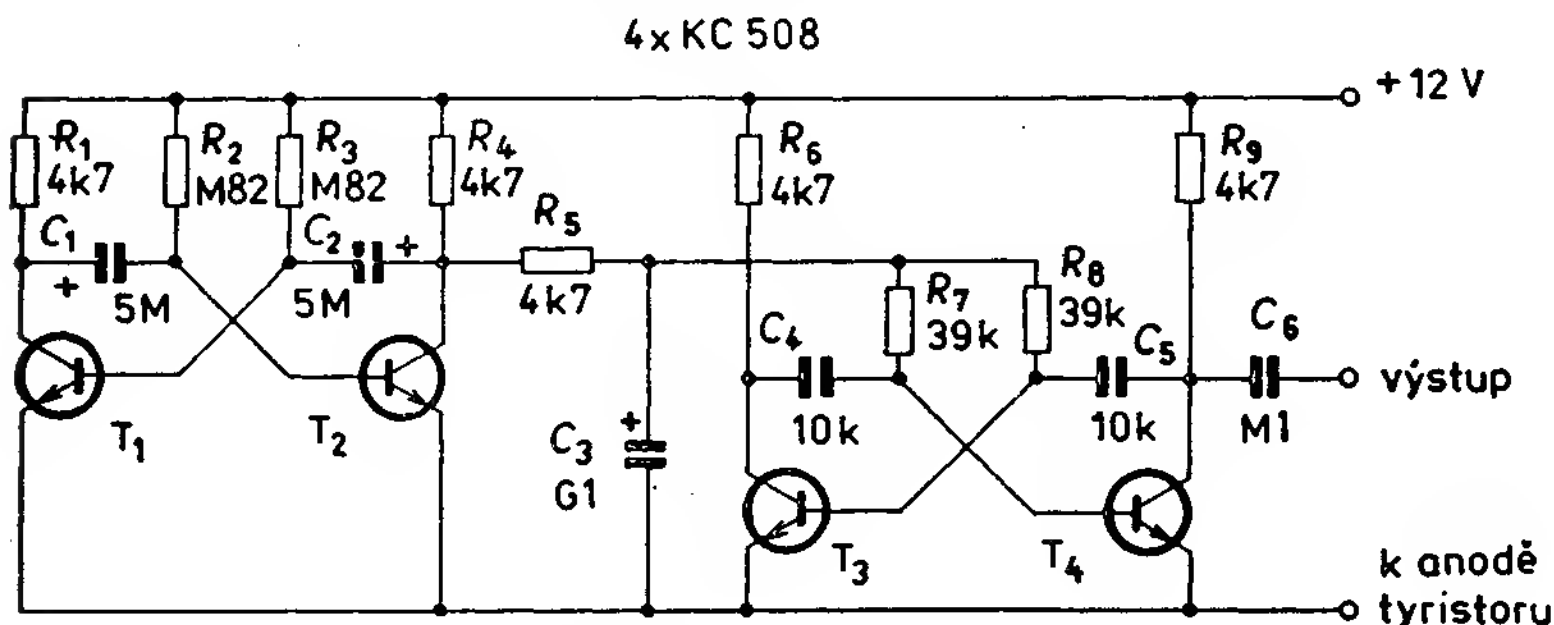 4x KC 508
+ 12 V
R1
4k7
R2
M82
R3
M82
R4
4k7
R6
4k7
R9
4k7
C1
+
5M
C2
+
5M
R5
4k7
R7
39k
R8
39k
C4
10k
C5
10k
C6
M1
výstup
T1
T2
C3
+
G1
T3
T4
k anodě
tyristoru